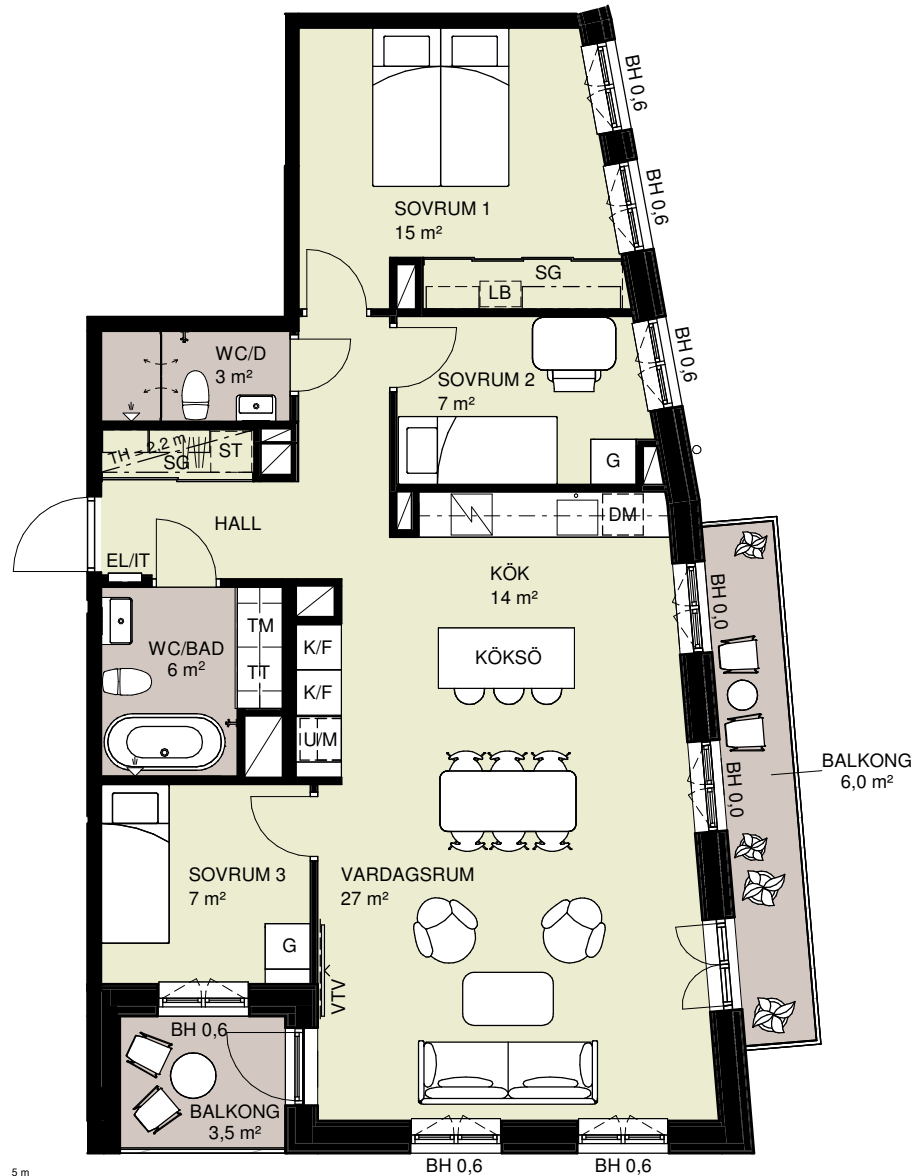 BH 0,6
BH 0,6
SOVRUM 1
15 m²
SG
LB
BH 0,6
WC/D
3 m²
SOVRUM 2
7 m²
TH = 2,2 m
SG
ST
G
HALL
DM
EL/IT
KÖK
14 m²
BH 0,0
TM
WC/BAD
6 m²
TT
K/F
K/F
U/M
KÖKSÖ
BALKONG
6,0 m²
BH 0,0
SOVRUM 3
7 m²
VARDAGSRUM
27 m²
G
VTV
BH 0,6
BALKONG
3,5 m²
BH 0,6
BH 0,6
5 m